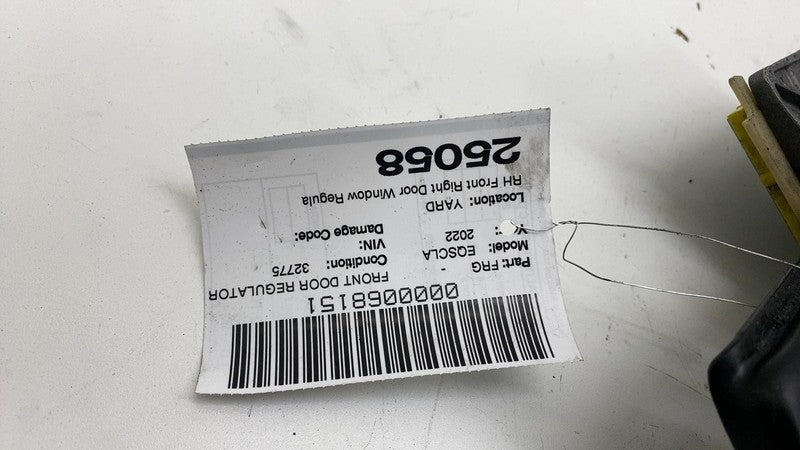 0000068151
FRONT DOOR REGULATOR
Part: FRG - Condition: 32775
Model: EQSCLA VIN:
2022 Damage Code:
Location: YARD
RH Front Right Door Window Regula
25058